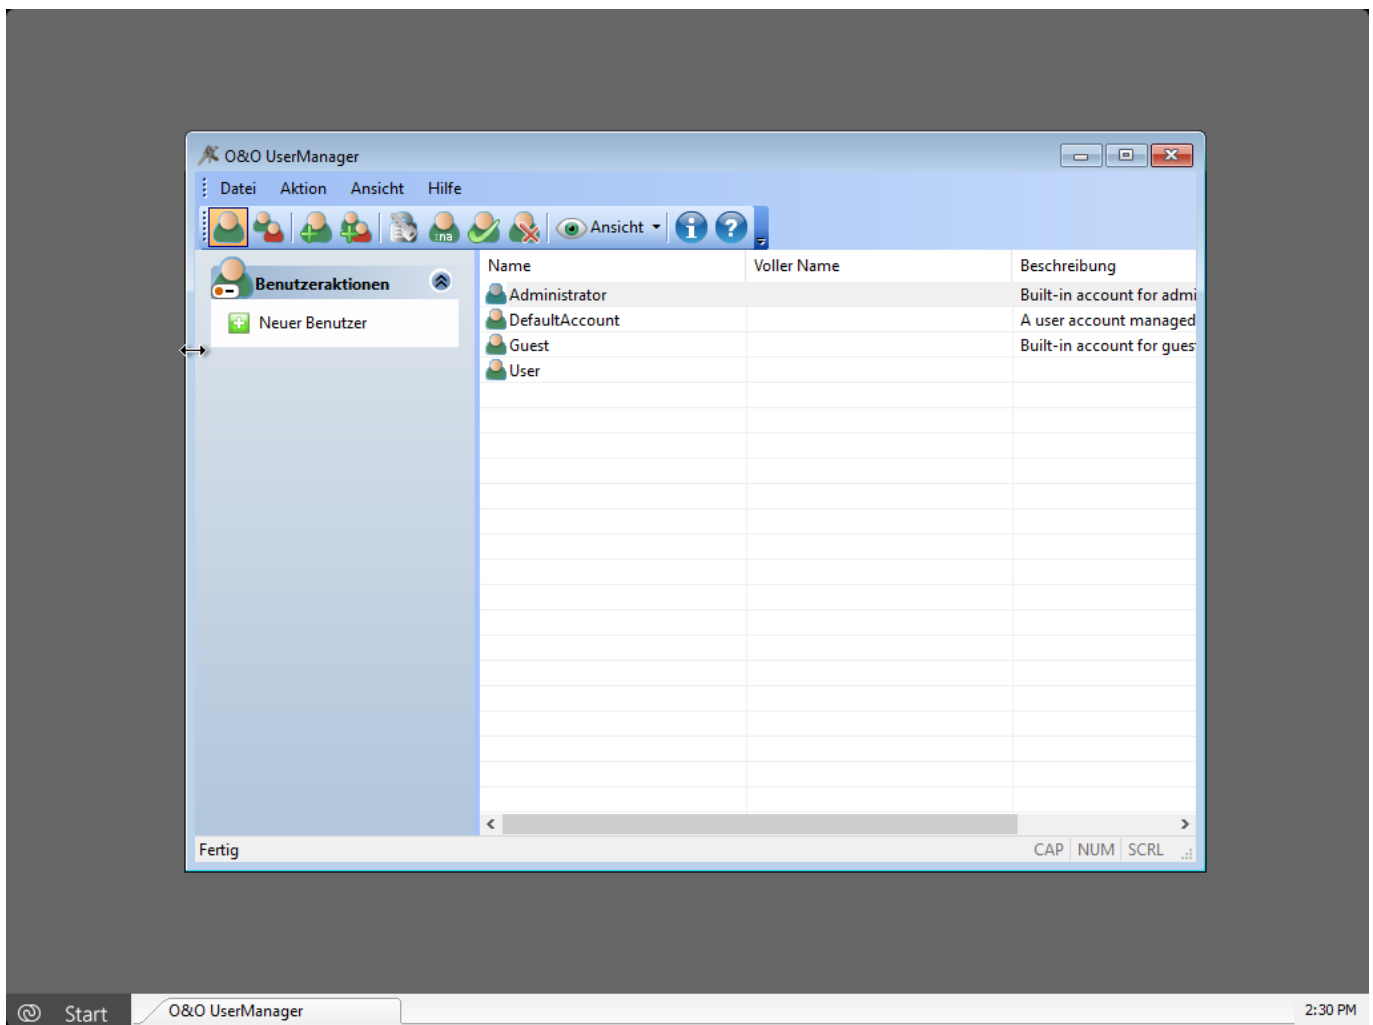 O&O UserManager
Datei Aktion Ansicht Hilfe
Ansicht
Benutzeraktionen
Neuer Benutzer
Name Voller Name Beschreibung
Administrator Built-in account for admi
DefaultAccount A user account managed
Guest Built-in account for gues
User
Fertig CAP NUM SCRL
Start O&O UserManager 2:30 PM